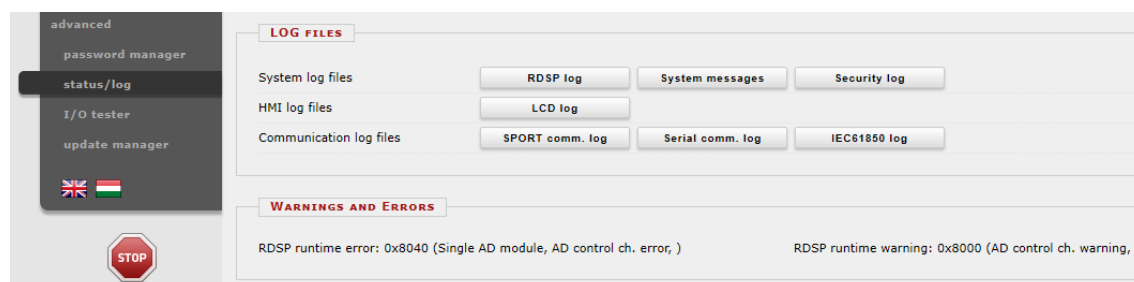 advanced
password manager
status/log
I/O tester
update manager
STOP
LOG FILES
System log files RDSP log System messages Security log
HMI log files LCD log
Communication log files SPORT comm. log Serial comm. log IEC61850 log
WARNINGS AND ERRORS
RDSP runtime error: 0x8040 (Single AD module, AD control ch. error, ) RDSP runtime warning: 0x8000 (AD control ch. warning,